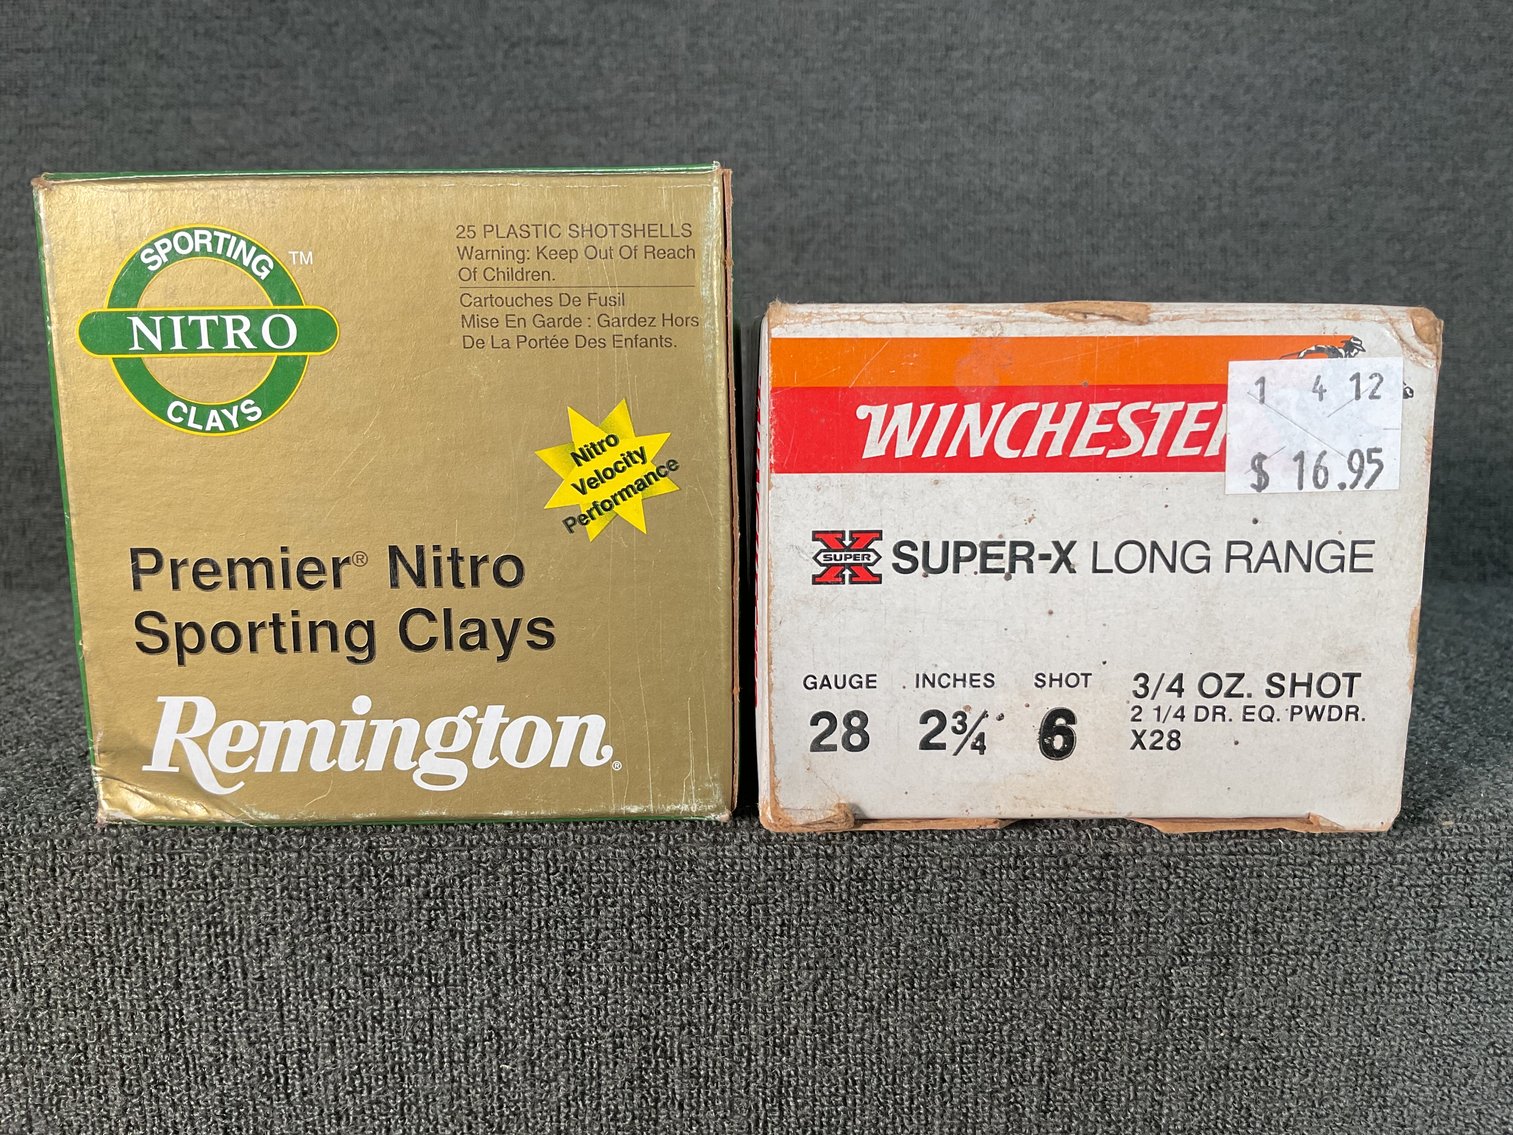 SPORTING
NITRO
CLAYS
™
25 PLASTIC SHOTSHELLS
Warning: Keep Out Of Reach
Of Children.
Cartouches De Fusil
Mise En Garde : Gardez Hors
De La Portée Des Enfants.
Nitro
Velocity
Performance
Premier® Nitro
Sporting Clays
Remington®
1 4 12
$ 16.95
WINCHESTER
X SUPER SUPER-X LONG RANGE
GAUGE INCHES SHOT 3/4 OZ. SHOT
28 2 3/4 6 2 1/4 DR. EQ. PWDR.
X28